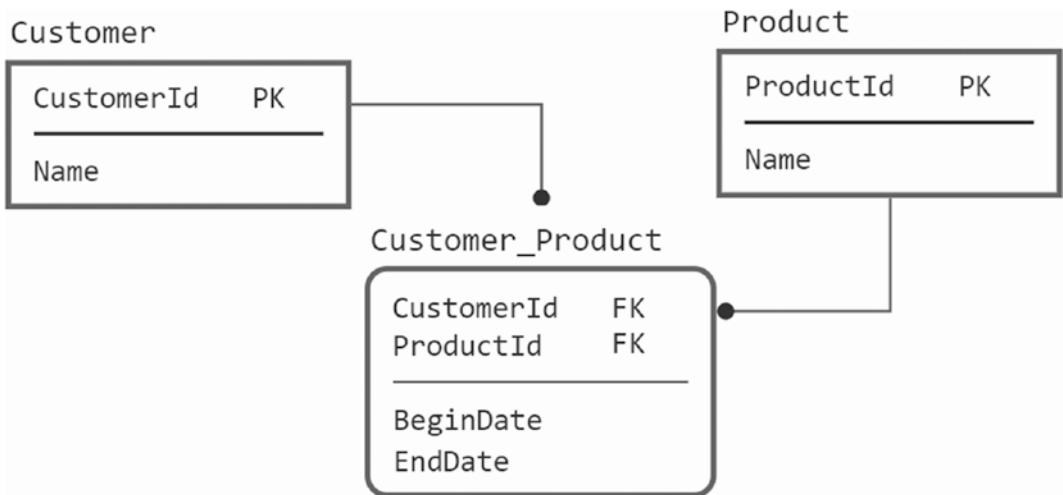 Customer
CustomerId PK
Name
Product
ProductId PK
Name
Customer_Product
CustomerId FK
ProductId FK
BeginDate
EndDate